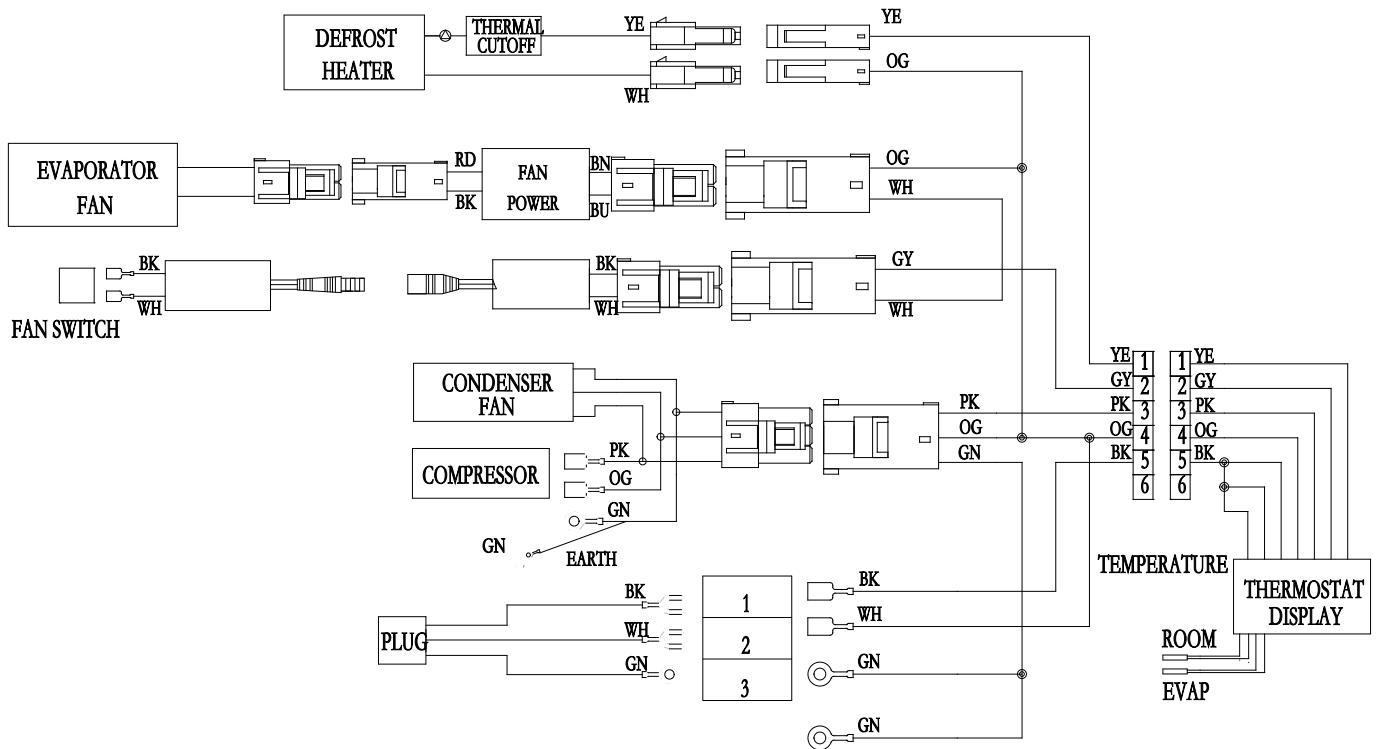 DEFROST
HEATER
THERMAL
CUTOFF
YE
YE
WH
OG
EVAPORATOR
FAN
RD
BK
FAN
POWER
BN
BU
OG
WH
FAN SWITCH
BK
WH
BK
WH
GY
WH
CONDENSER
FAN
COMPRESSOR
PK
OG
GN
GN
EARTH
PK
OG
GN
YE
GY
PK
OG
BK
1
2
3
4
5
6
1
2
3
4
5
6
YE
GY
PK
OG
BK
TEMPERATURE
THERMOSTAT
DISPLAY
ROOM
EVAP
PLUG
BK
WH
GN
1
2
3
BK
WH
GN
GN